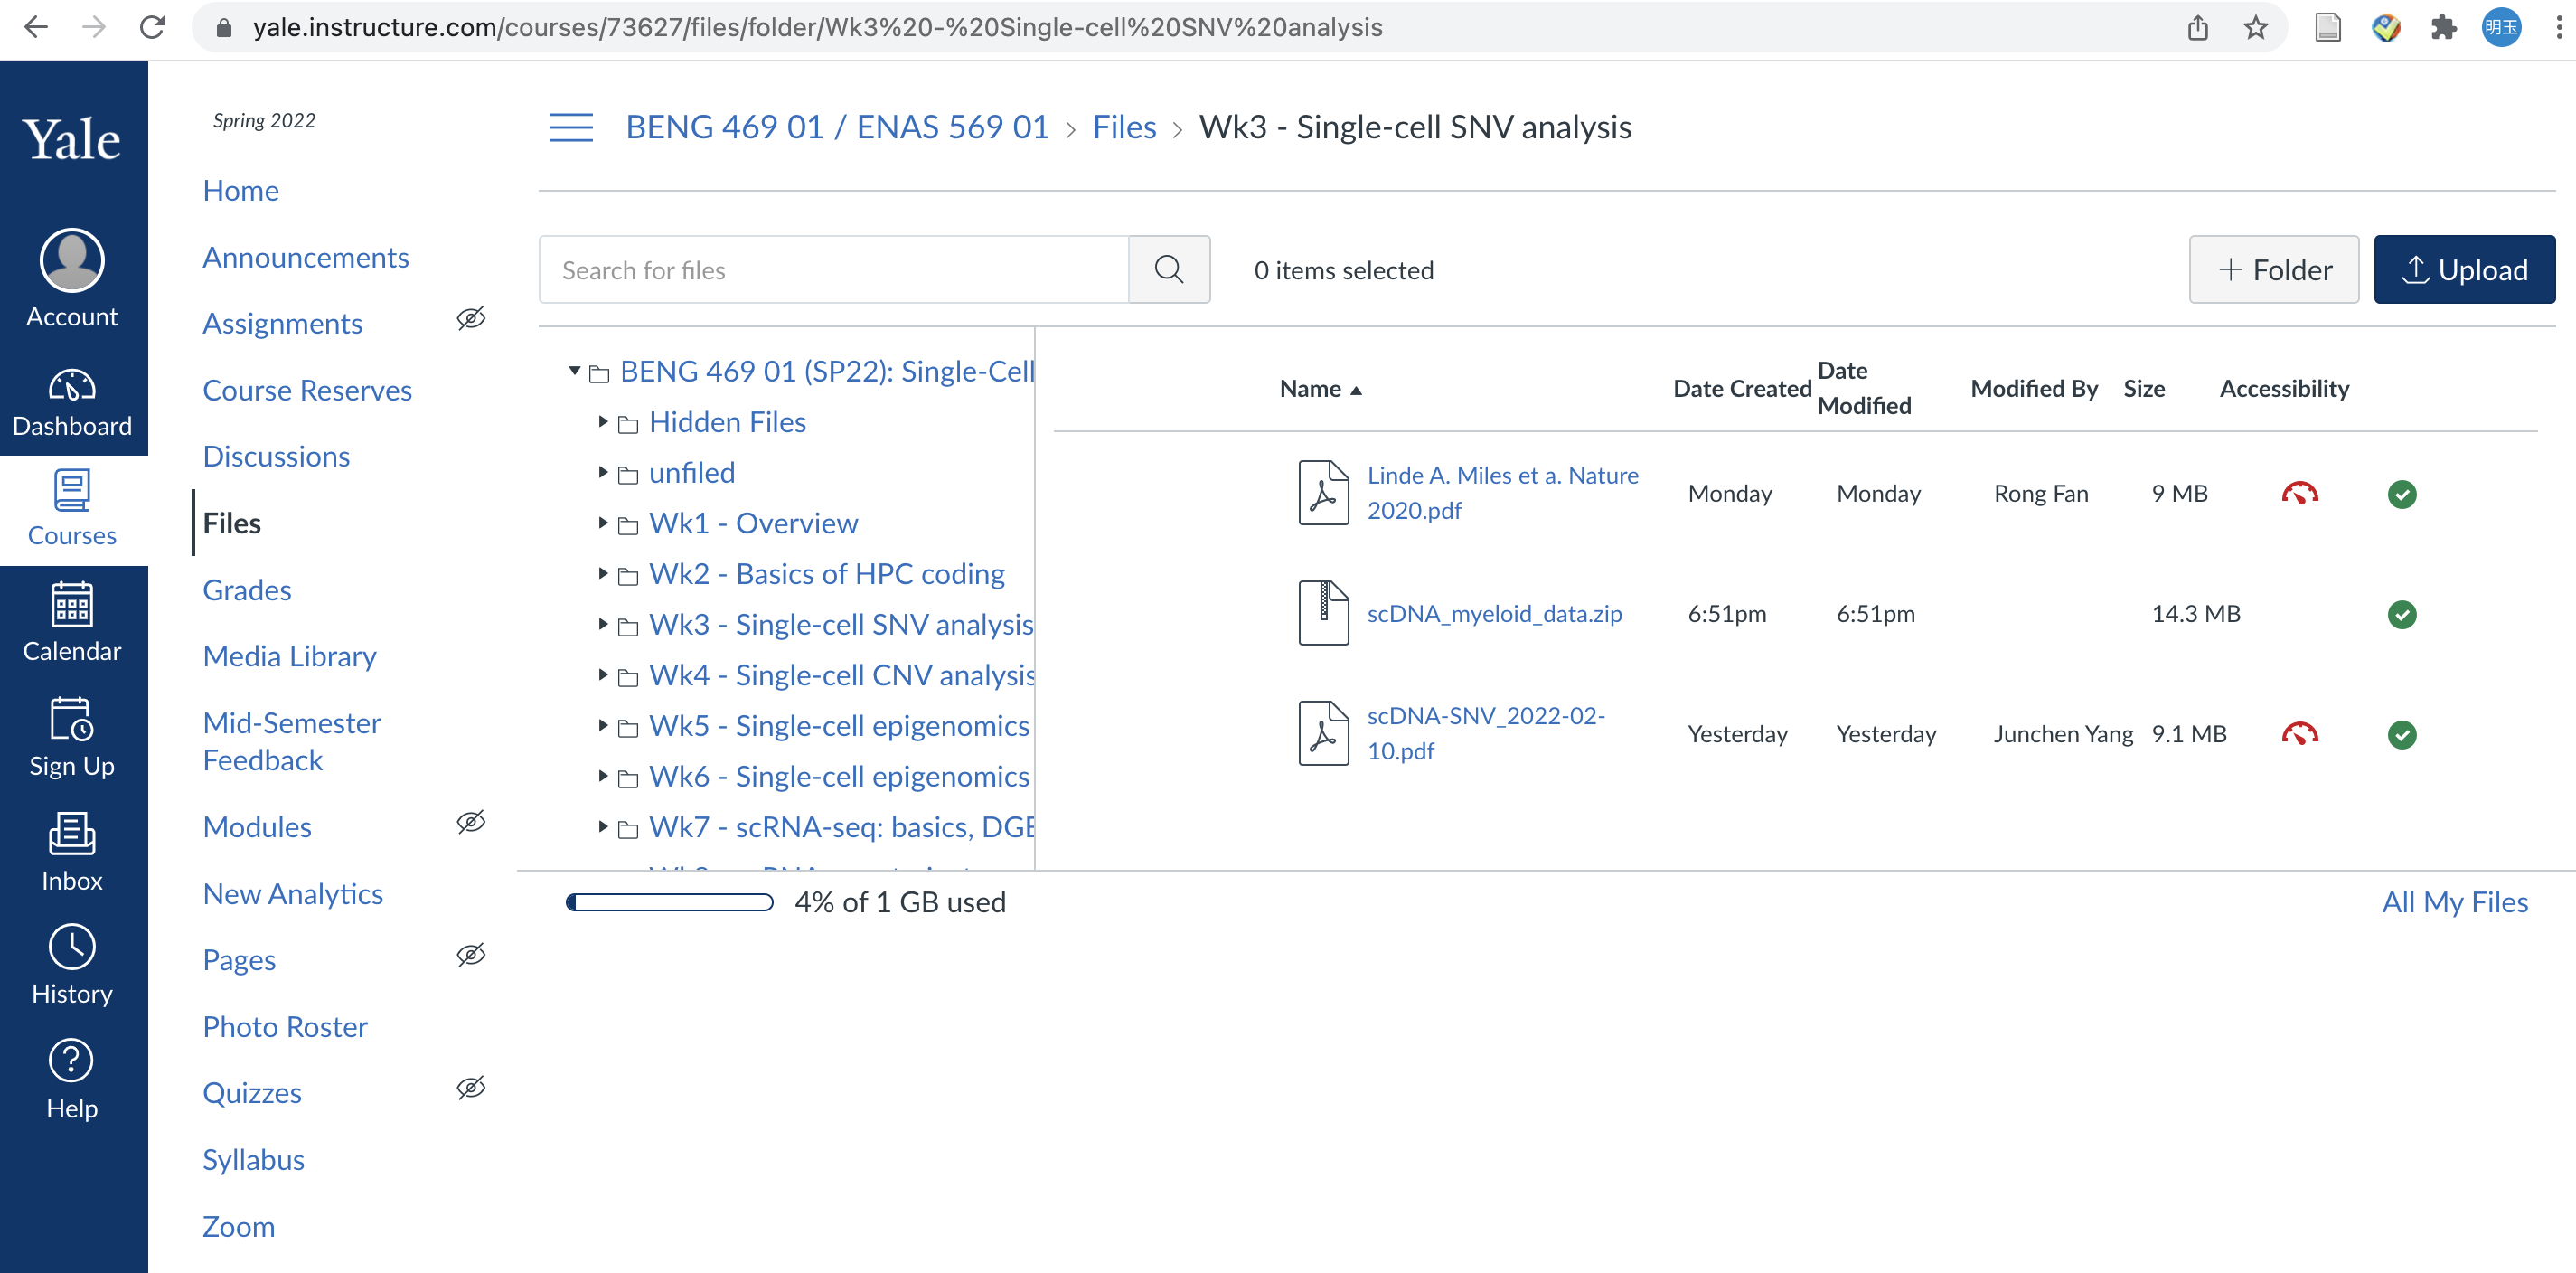 yale.instructure.com/courses/73627/files/folder/Wk3%20-%20Single-cell%20SNV%20analysis
明玉
Yale
Account
Dashboard
Courses
Calendar
Sign Up
Inbox
History
Help
Spring 2022
Home
Announcements
Assignments
Course Reserves
Discussions
Files
Grades
Media Library
Mid-Semester
Feedback
Modules
New Analytics
Pages
Photo Roster
Quizzes
Syllabus
Zoom
BENG 469 01 / ENAS 569 01 > Files > Wk3 - Single-cell SNV analysis
Search for files
0 items selected
+ Folder
Upload
BENG 469 01 (SP22): Single-Cell
Hidden Files
unfiled
Wk1 - Overview
Wk2 - Basics of HPC coding
Wk3 - Single-cell SNV analysis
Wk4 - Single-cell CNV analysis
Wk5 - Single-cell epigenomics
Wk6 - Single-cell epigenomics
Wk7 - scRNA-seq: basics, DGE
Name Date Created Date Modified Modified By Size Accessibility
Linde A. Miles et a. Nature
2020.pdf
Monday Monday Rong Fan 9 MB
scDNA_myeloid_data.zip 6:51pm 6:51pm 14.3 MB
scDNA-SNV_2022-02-
10.pdf
Yesterday Yesterday Junchen Yang 9.1 MB
4% of 1 GB used
All My Files